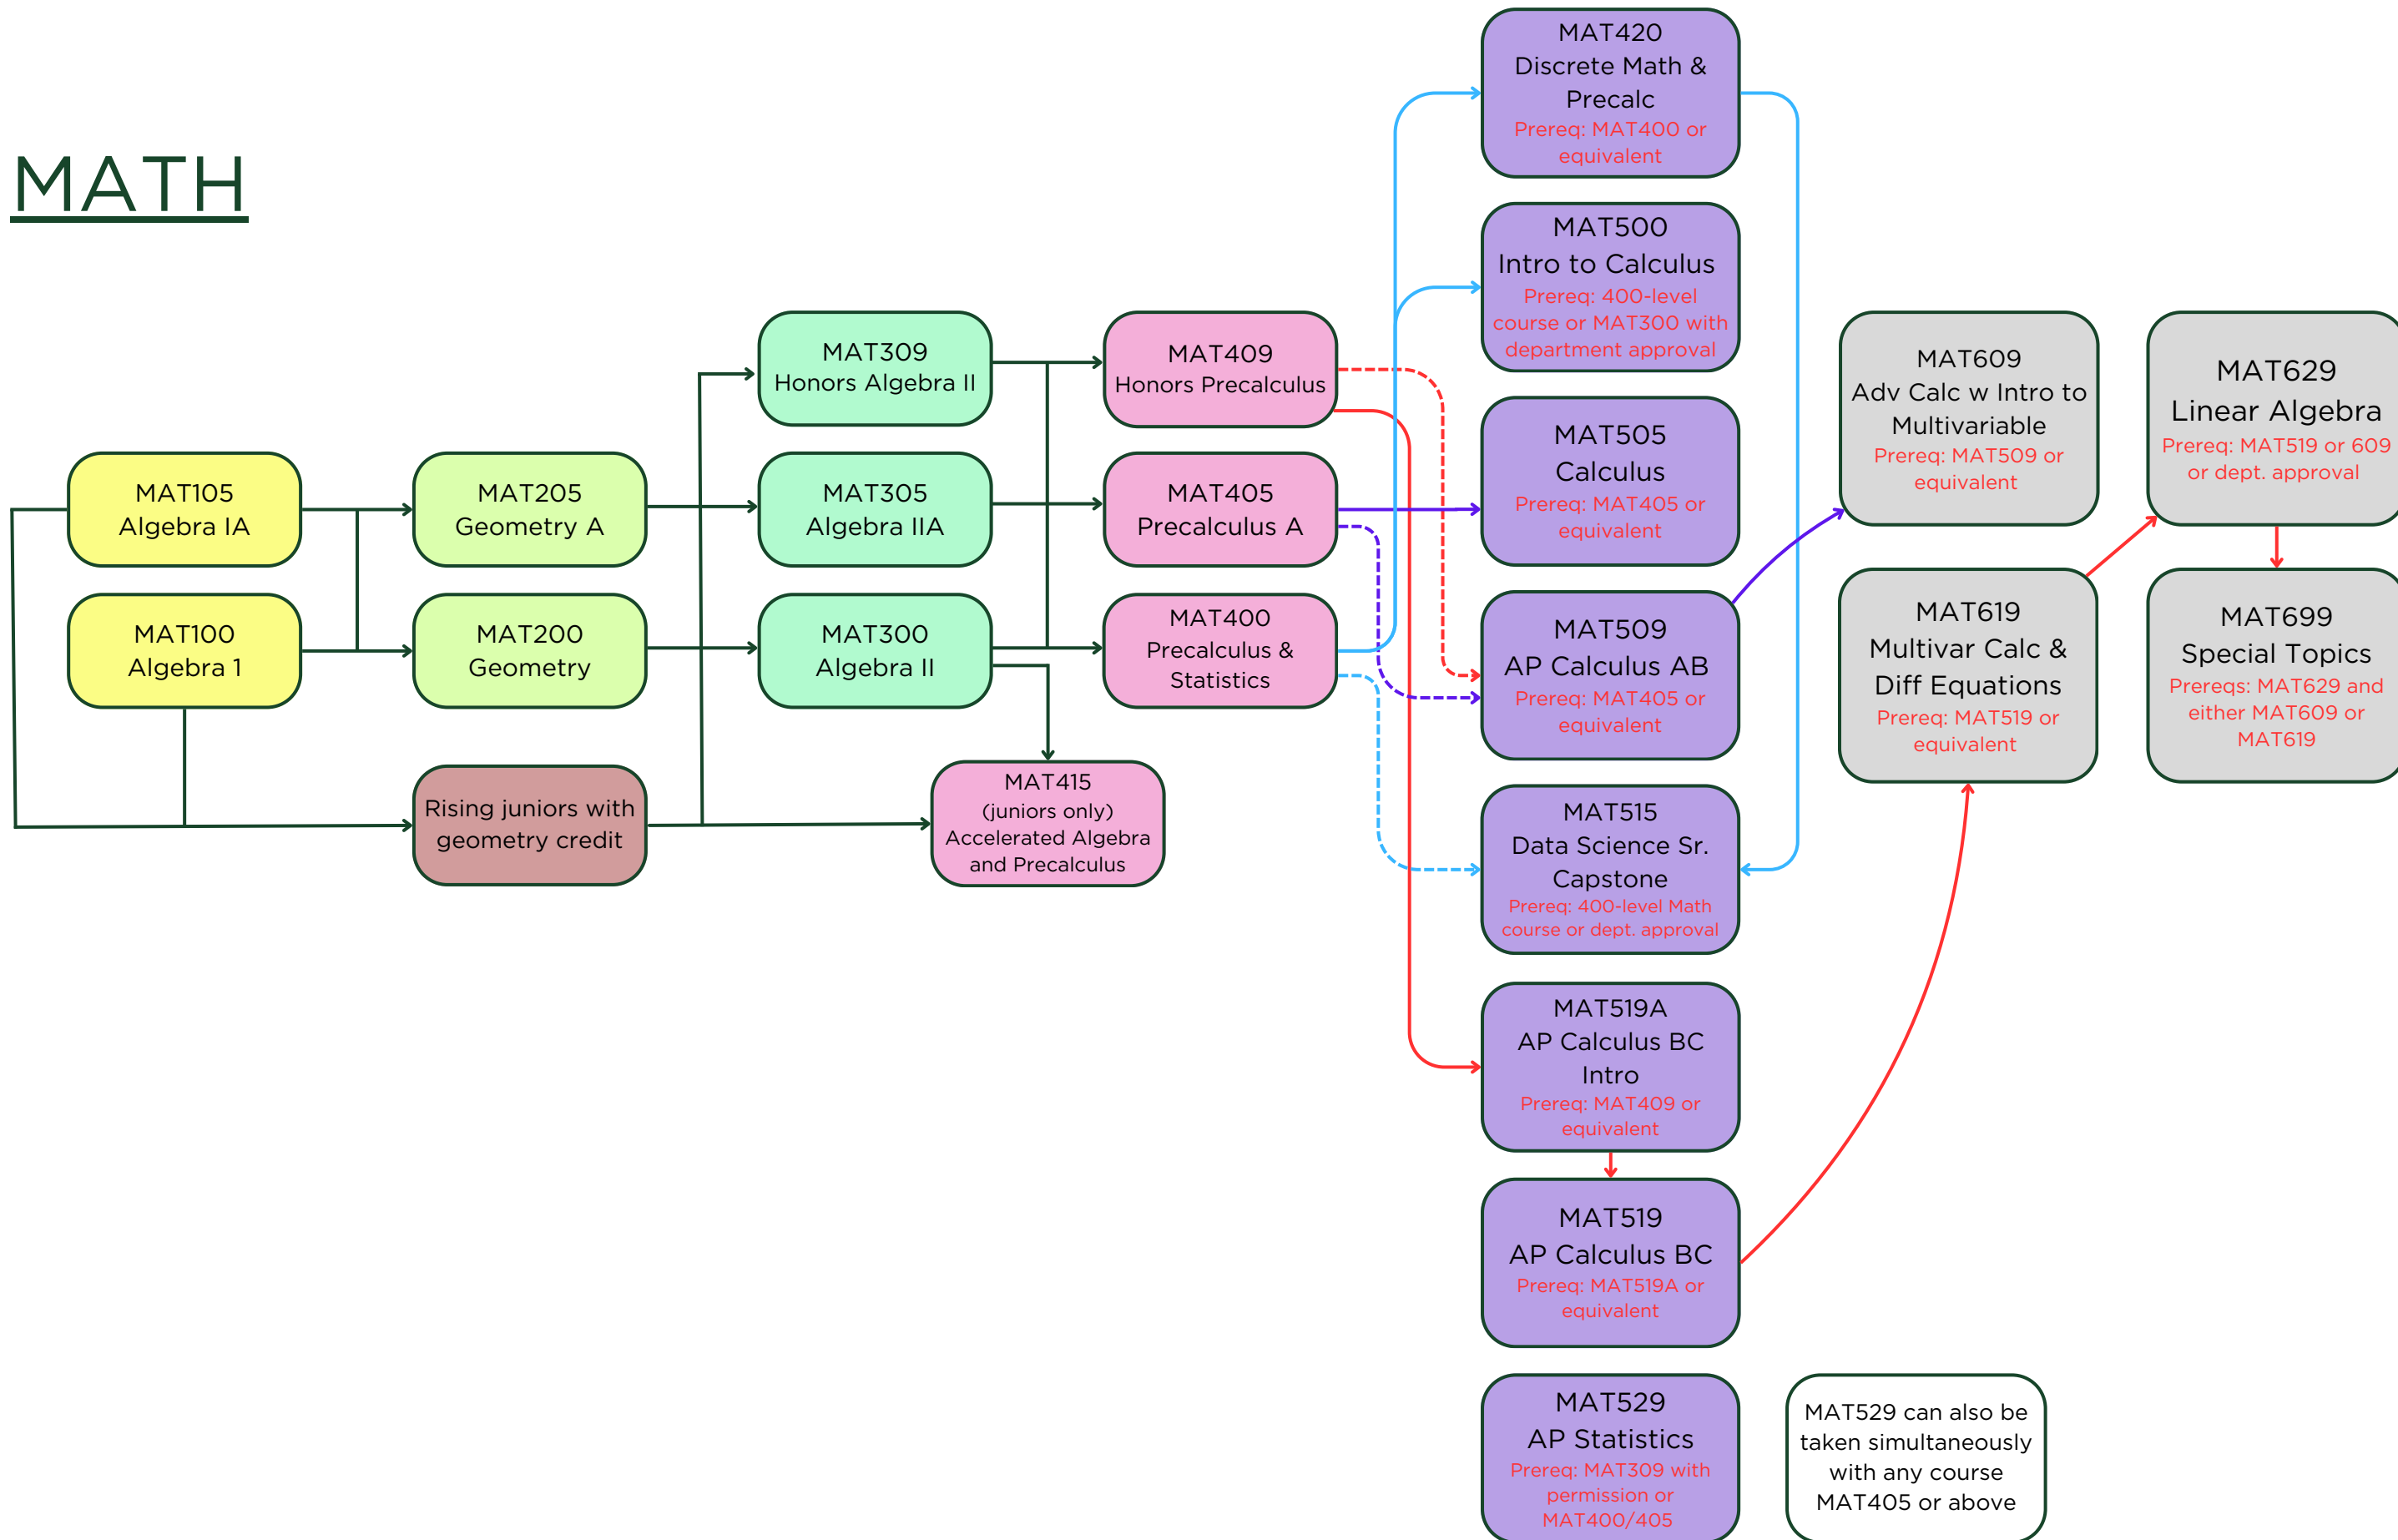 MATH
MAT105
Algebra IA
MAT100
Algebra 1
MAT205
Geometry A
MAT200
Geometry
Rising juniors with
geometry credit
MAT309
Honors Algebra II
MAT305
Algebra IIA
MAT300
Algebra II
MAT409
Honors Precalculus
MAT405
Precalculus A
MAT400
Precalculus &
Statistics
MAT415
(juniors only)
Accelerated Algebra
and Precalculus
MAT420
Discrete Math &
Precalc
Prereq: MAT400 or
equivalent
MAT500
Intro to Calculus
Prereq: 400-level
course or MAT300 with
department approval
MAT505
Calculus
Prereq: MAT405 or
equivalent
MAT509
AP Calculus AB
Prereq: MAT405 or
equivalent
MAT515
Data Science Sr.
Capstone
Prereq: 400-level Math
course or dept. approval
MAT519A
AP Calculus BC
Intro
Prereq: MAT409 or
equivalent
MAT519
AP Calculus BC
Prereq: MAT519A or
equivalent
MAT529
AP Statistics
Prereq: MAT309 with
permission or
MAT400/405
MAT609
Adv Calc w Intro to
Multivariable
Prereq: MAT509 or
equivalent
MAT619
Multivar Calc &
Diff Equations
Prereq: MAT519 or
equivalent
MAT629
Linear Algebra
Prereq: MAT519 or 609
or dept. approval
MAT699
Special Topics
Prereqs: MAT629 and
either MAT609 or
MAT619
MAT529 can also be
taken simultaneously
with any course
MAT405 or above